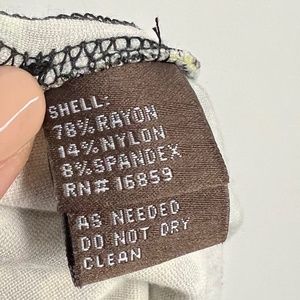 SHELL:
78% RAYON
14% NYLON
8% SPANDEX
RN# 16859
AS NEEDED
DO NOT DRY
CLEAN